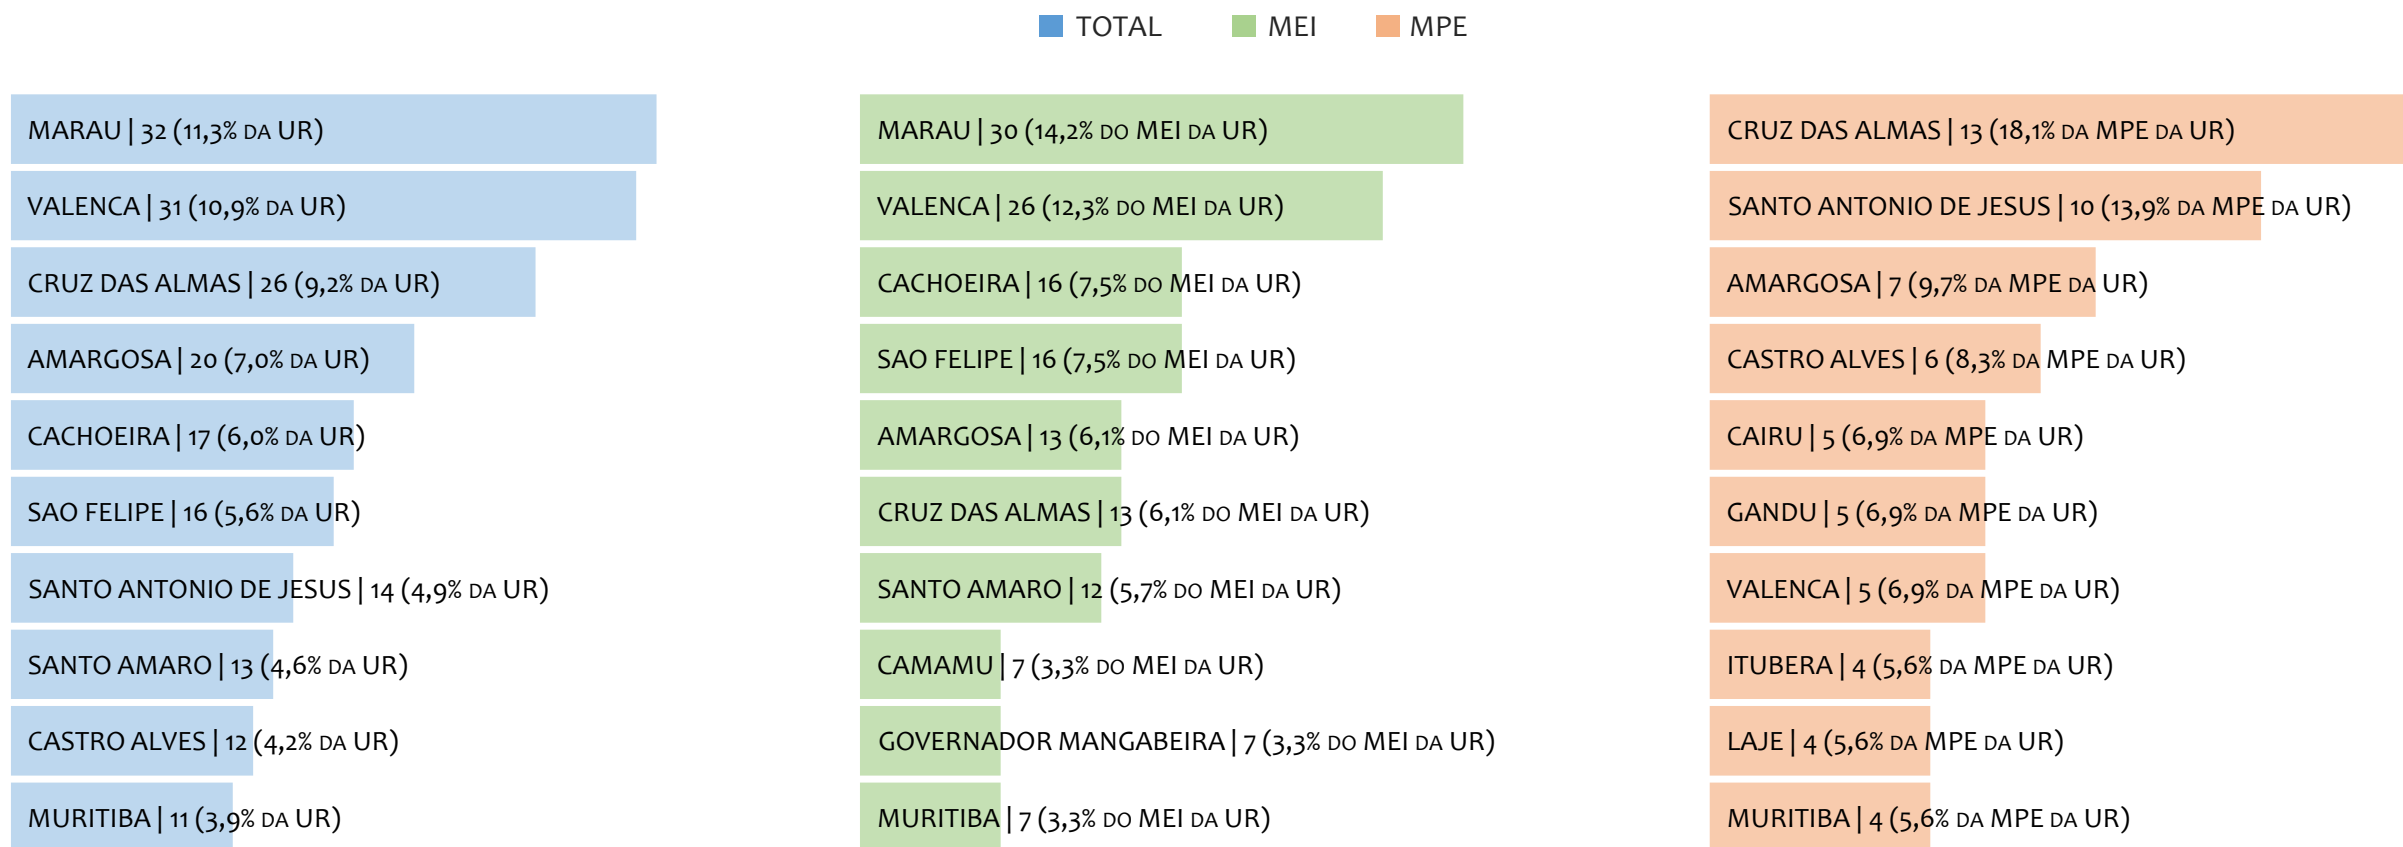 TOTAL MEI MPE
MARAU | 32 (11,3% DA UR)
VALENCA | 31 (10,9% DA UR)
CRUZ DAS ALMAS | 26 (9,2% DA UR)
AMARGOSA | 20 (7,0% DA UR)
CACHOEIRA | 17 (6,0% DA UR)
SAO FELIPE | 16 (5,6% DA UR)
SANTO ANTONIO DE JESUS | 14 (4,9% DA UR)
SANTO AMARO | 13 (4,6% DA UR)
CASTRO ALVES | 12 (4,2% DA UR)
MURITIBA | 11 (3,9% DA UR)
MARAU | 30 (14,2% DO MEI DA UR)
VALENCA | 26 (12,3% DO MEI DA UR)
CACHOEIRA | 16 (7,5% DO MEI DA UR)
SAO FELIPE | 16 (7,5% DO MEI DA UR)
AMARGOSA | 13 (6,1% DO MEI DA UR)
CRUZ DAS ALMAS | 13 (6,1% DO MEI DA UR)
SANTO AMARO | 12 (5,7% DO MEI DA UR)
CAMAMU | 7 (3,3% DO MEI DA UR)
GOVERNADOR MANGABEIRA | 7 (3,3% DO MEI DA UR)
MURITIBA | 7 (3,3% DO MEI DA UR)
CRUZ DAS ALMAS | 13 (18,1% DA MPE DA UR)
SANTO ANTONIO DE JESUS | 10 (13,9% DA MPE DA UR)
AMARGOSA | 7 (9,7% DA MPE DA UR)
CASTRO ALVES | 6 (8,3% DA MPE DA UR)
CAIRU | 5 (6,9% DA MPE DA UR)
GANDU | 5 (6,9% DA MPE DA UR)
VALENCA | 5 (6,9% DA MPE DA UR)
ITUBERA | 4 (5,6% DA MPE DA UR)
LAJE | 4 (5,6% DA MPE DA UR)
MURITIBA | 4 (5,6% DA MPE DA UR)